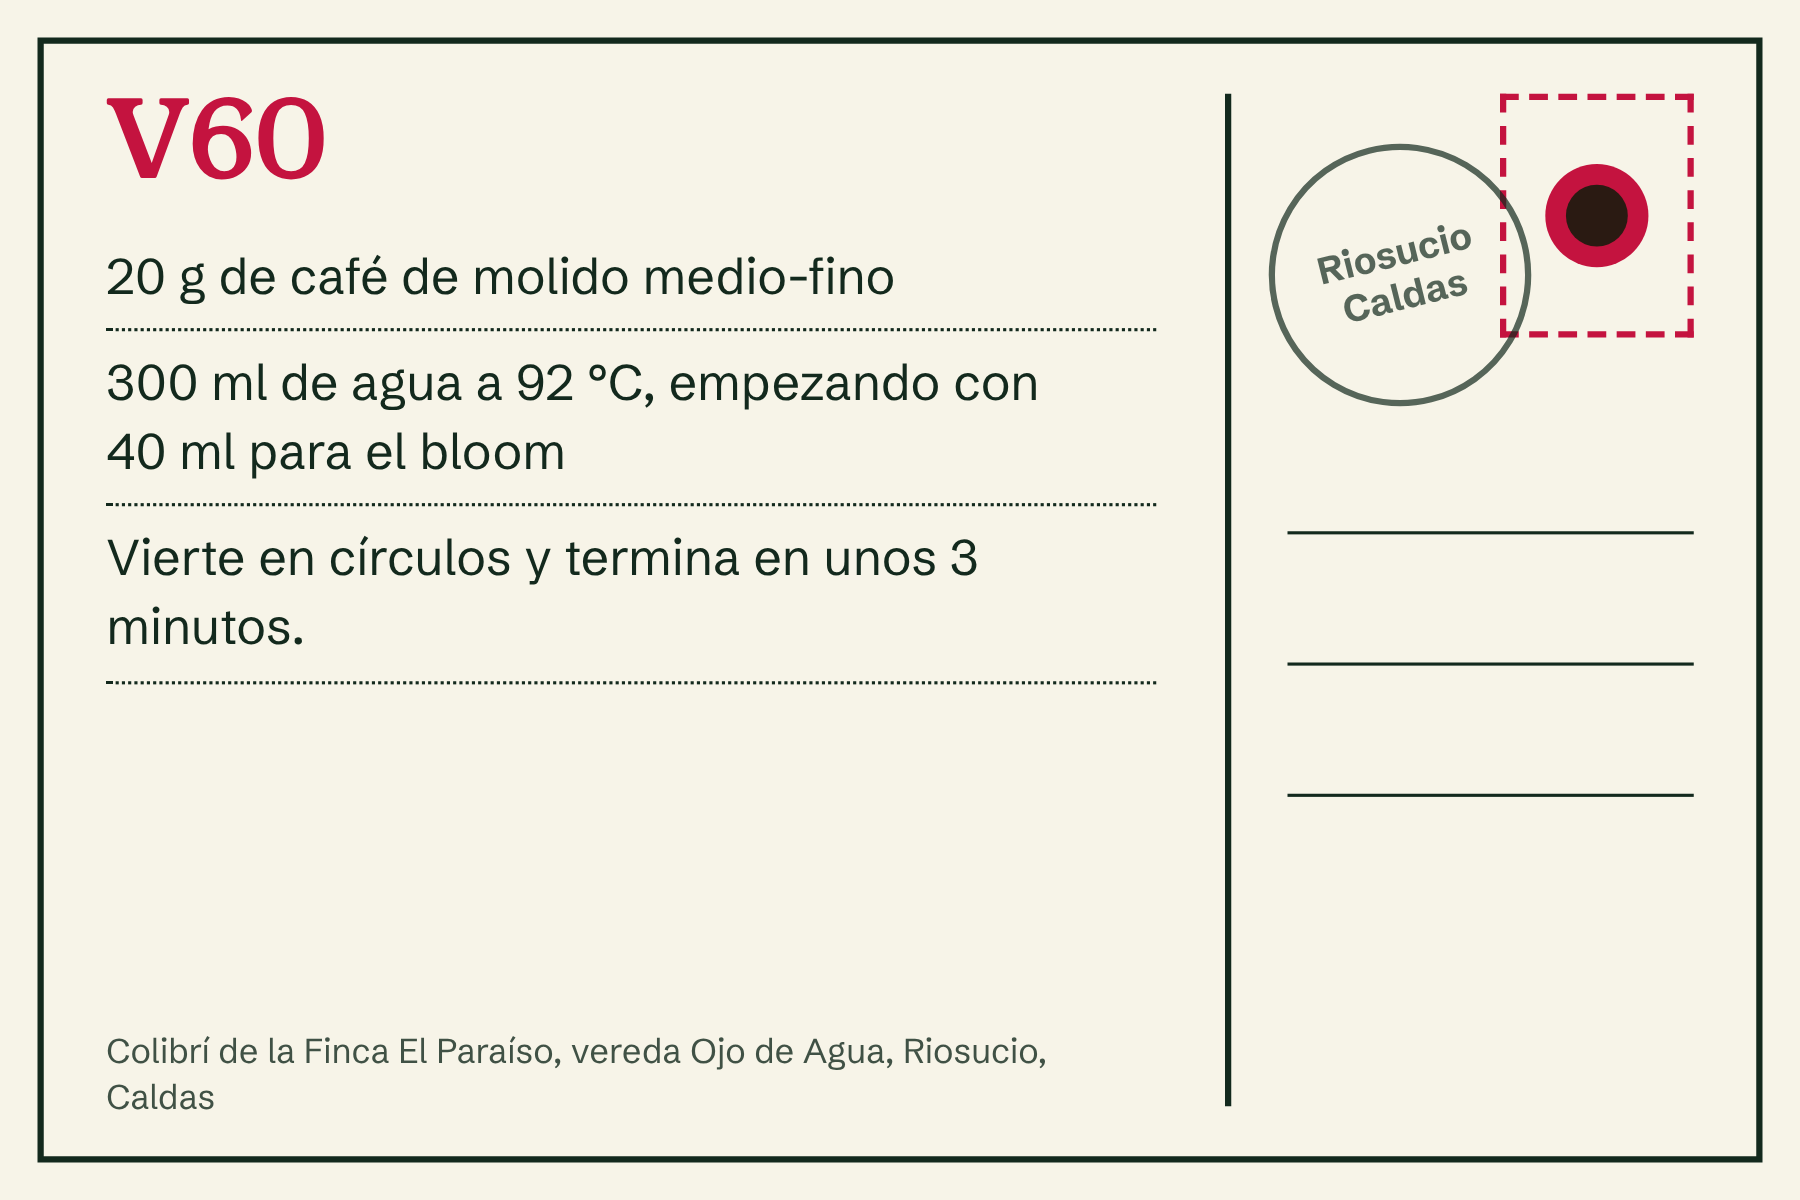 V60
20 g de café de molido medio-fino
300 ml de agua a 92 °C, empezando con
40 ml para el bloom
Vierte en círculos y termina en unos 3
minutos.
Colibrí de la Finca El Paraíso, vereda Ojo de Agua, Riosucio,
Caldas
Riosucio
Caldas